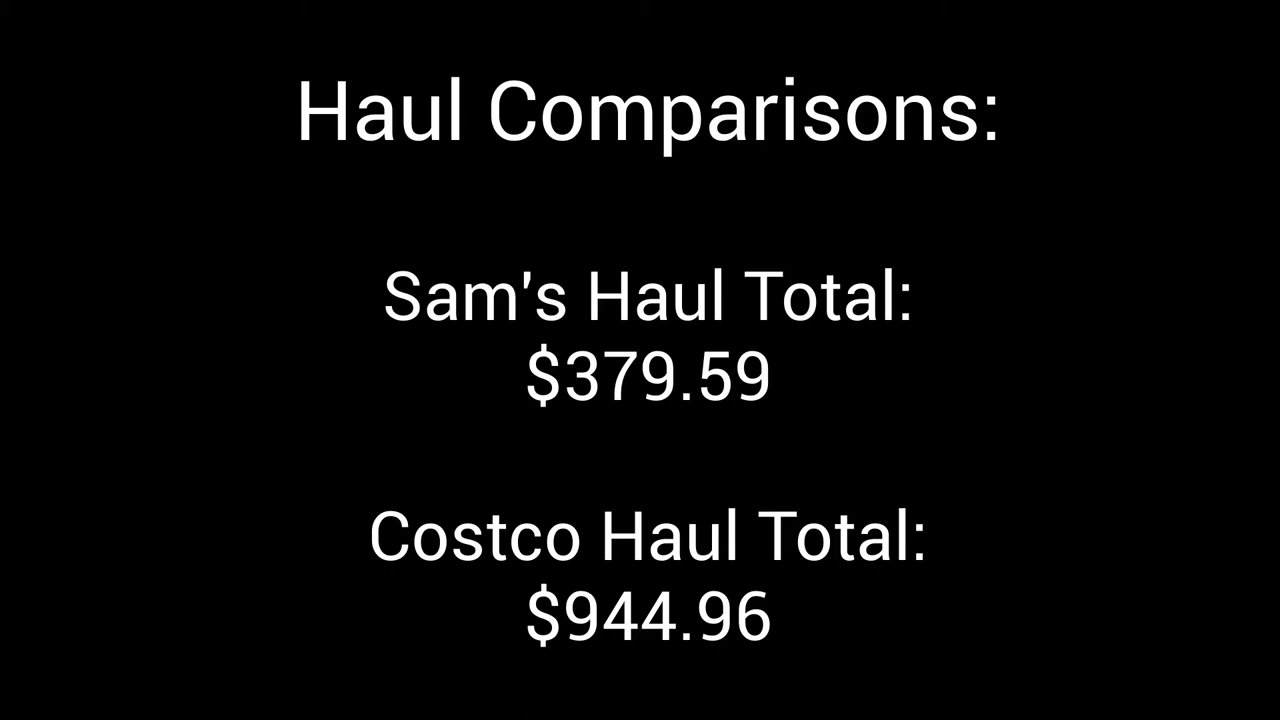 Haul Comparisons:
Sam's Haul Total:
$379.59
Costco Haul Total:
$944.96